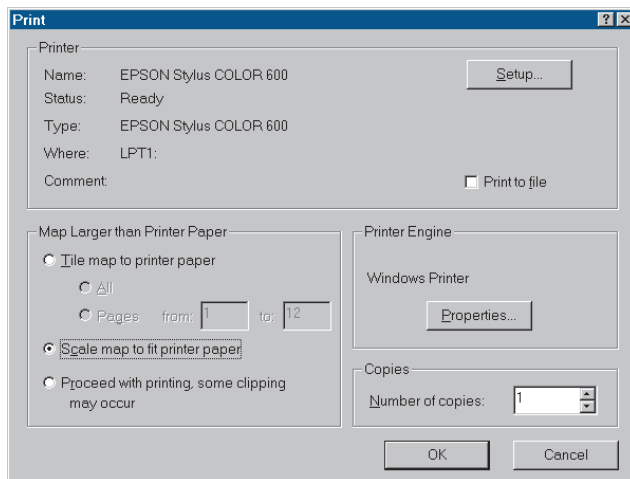 Print
Printer
Name: EPSON Stylus COLOR 600
Setup...
Status: Ready
Type: EPSON Stylus COLOR 600
Where: LPT1:
Comment:
Print to file
Map Larger than Printer Paper
Tile map to printer paper
All
Pages from: 1 to: 12
Scale map to fit printer paper
Proceed with printing, some clipping
may occur
Printer Engine
Windows Printer
Properties...
Copies
Number of copies: 1
OK
Cancel